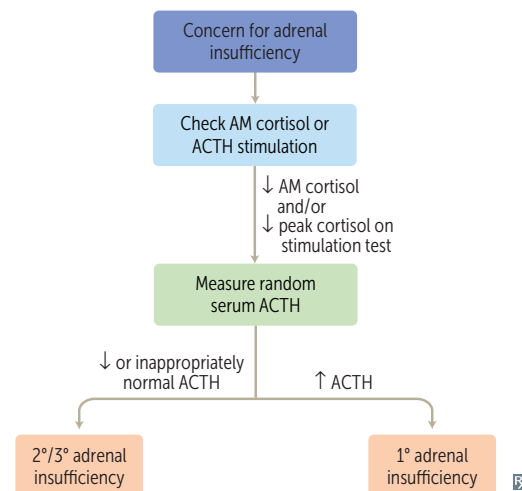 Concern for adrenal
insufficiency
Check AM cortisol or
ACTH stimulation
↓ AM cortisol
and/or
↓ peak cortisol on
stimulation test
Measure random
serum ACTH
↓ or inappropriately
normal ACTH
↑ ACTH
2°/3° adrenal
insufficiency
1° adrenal
insufficiency